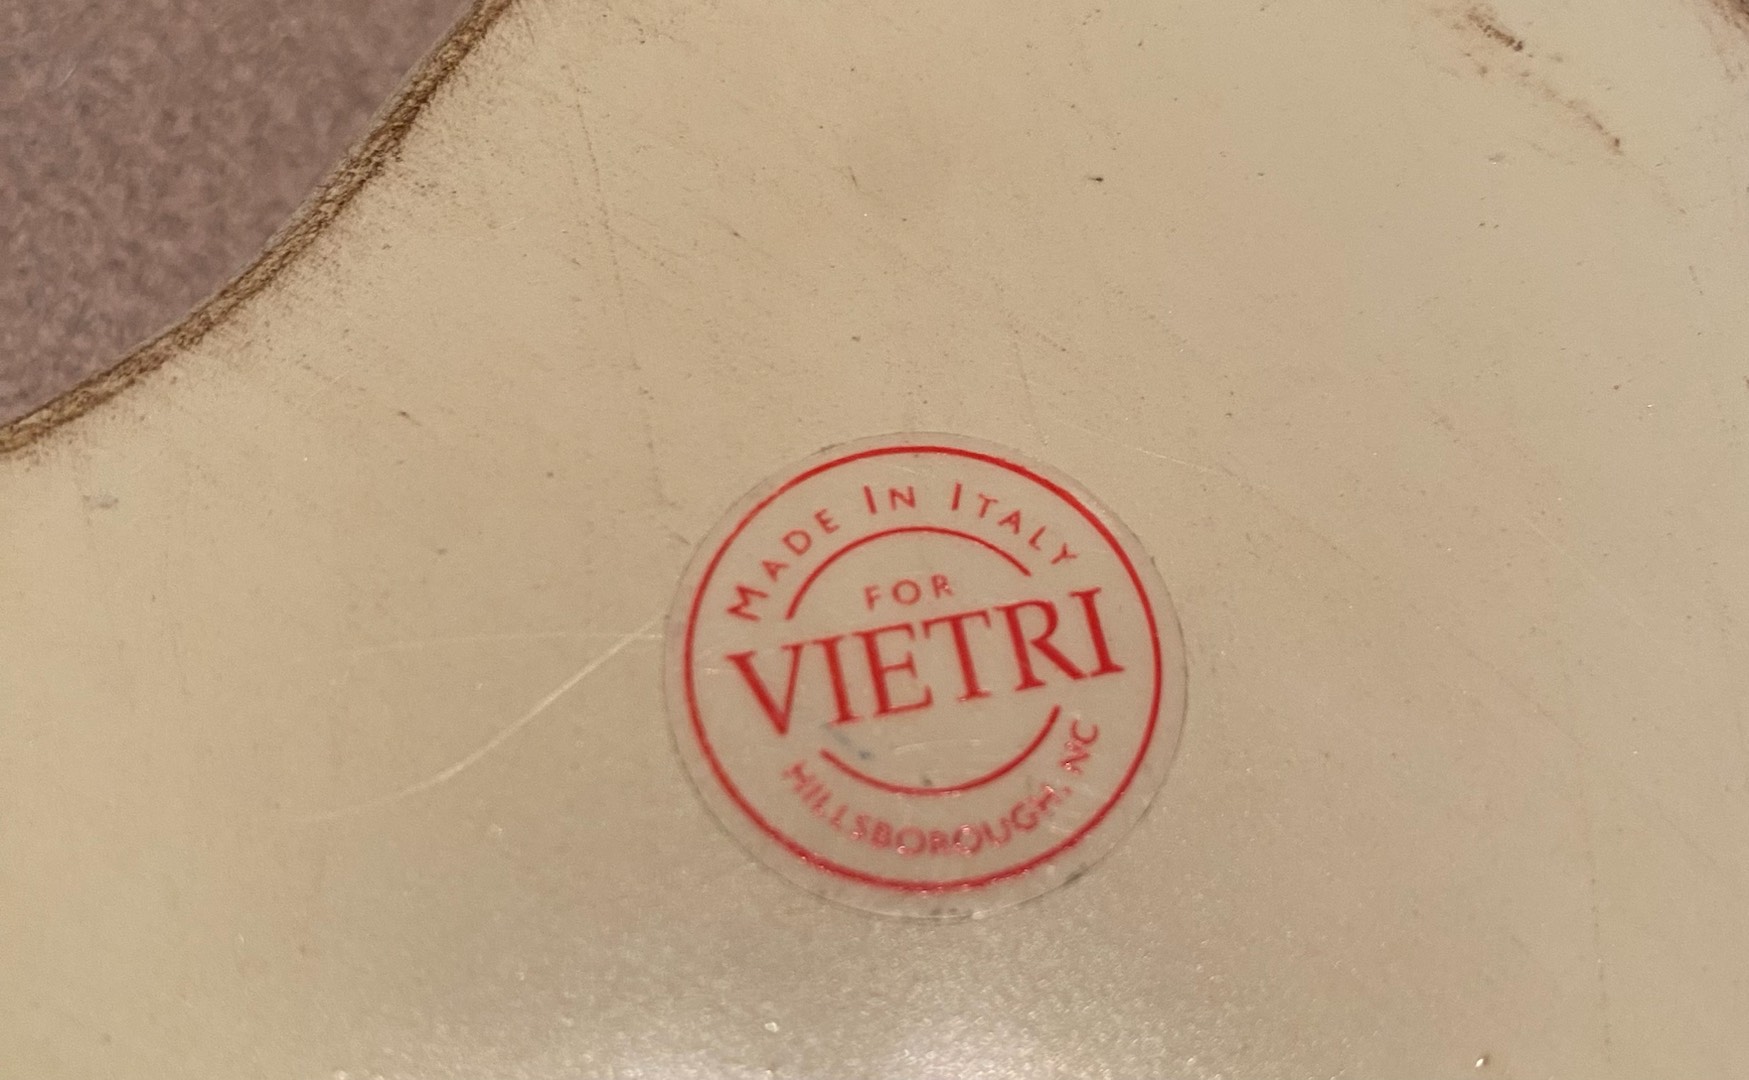 Made In Italy
FOR
VIETRI
HILLSBOROUGH, NC